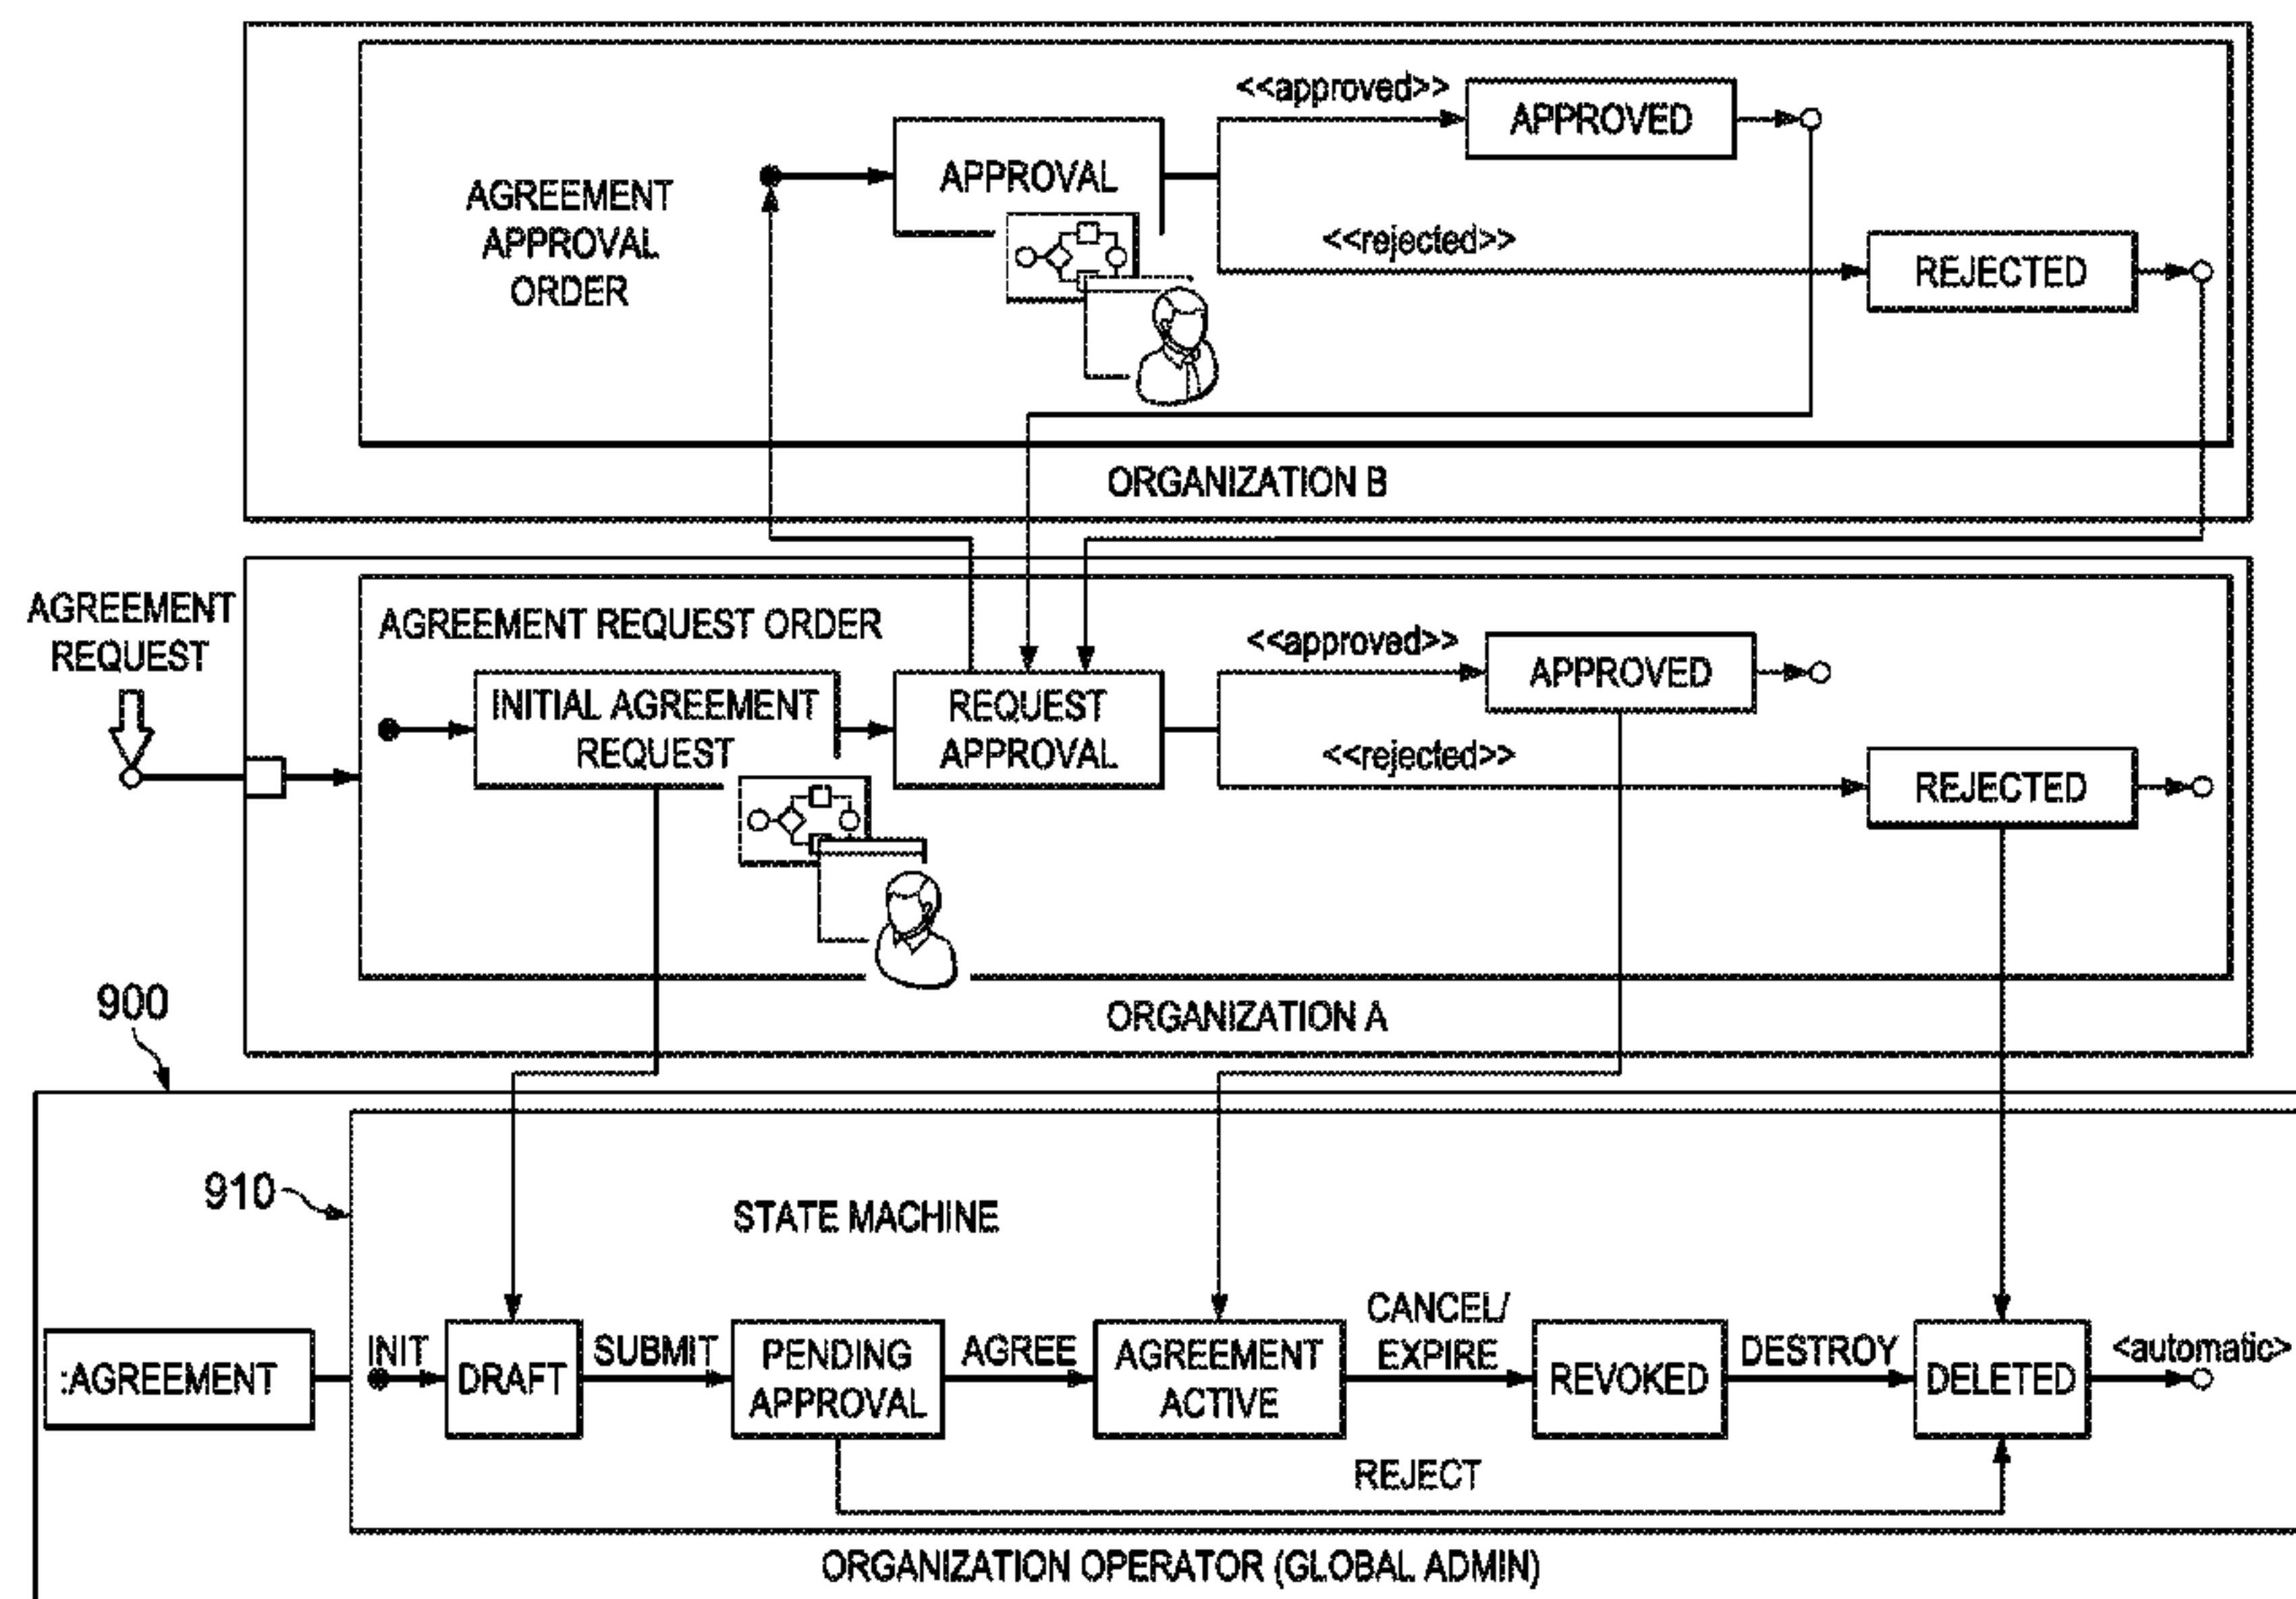 <<approved>>
APPROVED
APPROVAL
AGREEMENT
APPROVAL
ORDER
<<rejected>>
REJECTED
ORGANIZATION B
AGREEMENT
REQUEST
AGREEMENT REQUEST ORDER
<<approved>>
APPROVED
INITIAL AGREEMENT
REQUEST
REQUEST
APPROVAL
<<rejected>>
REJECTED
ORGANIZATION A
900
910
STATE MACHINE
:AGREEMENT
INIT
DRAFT
SUBMIT
PENDING
APPROVAL
AGREE
AGREEMENT
ACTIVE
CANCEL/
EXPIRE
REVOKED
DESTROY
DELETED
<automatic>
REJECT
ORGANIZATION OPERATOR (GLOBAL ADMIN)